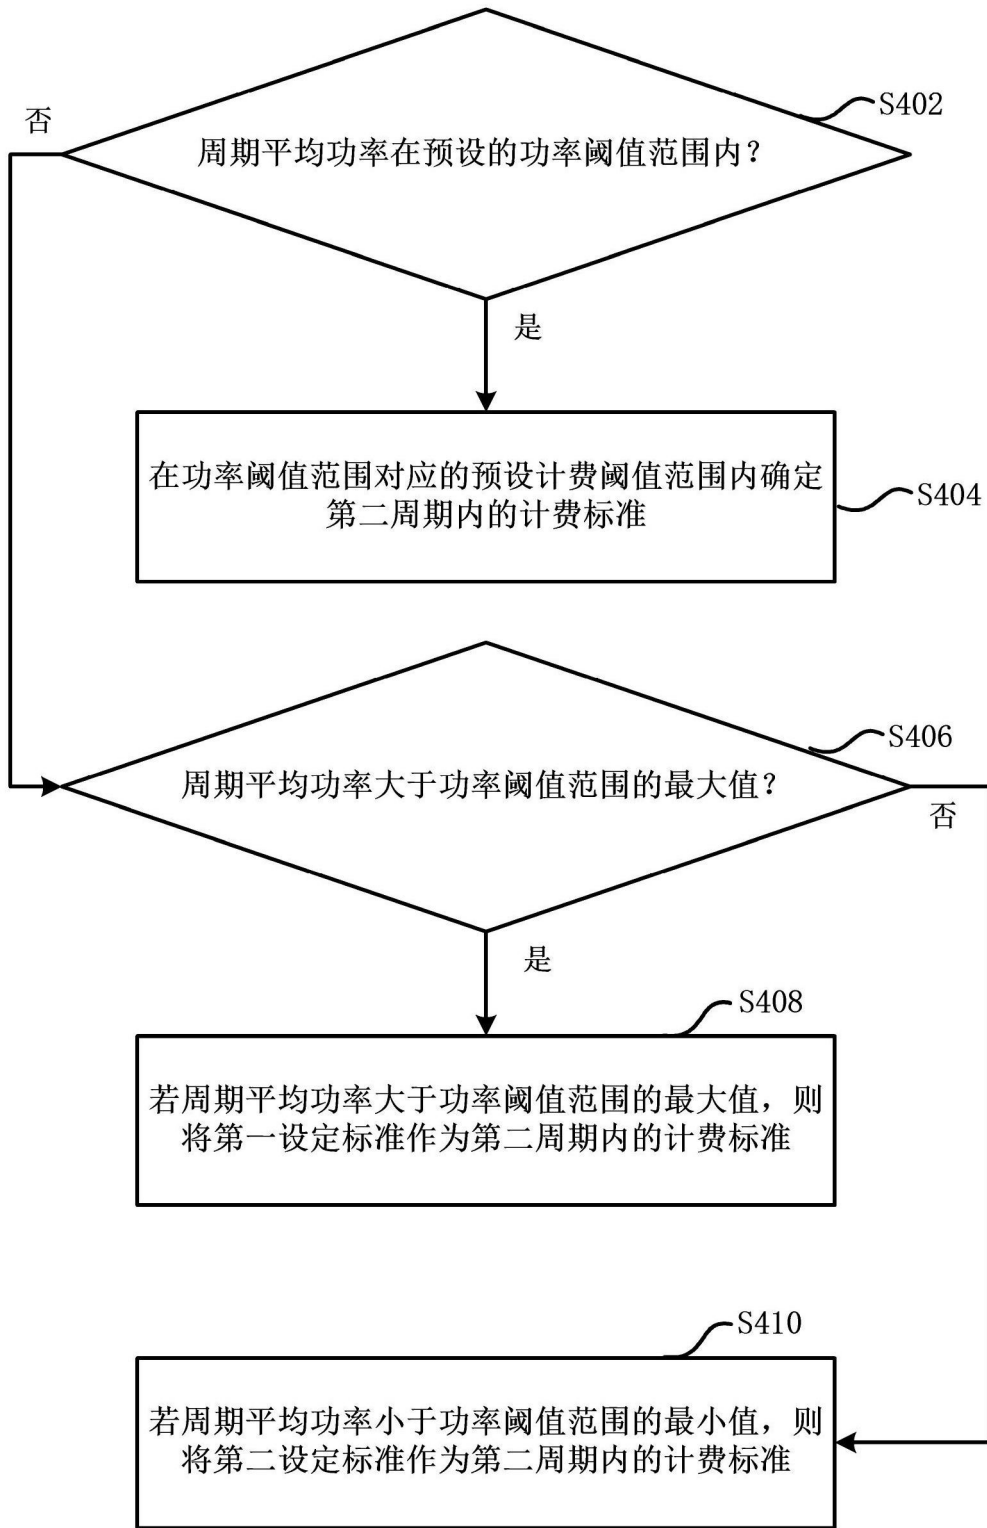 S402
否
周期平均功率在预设的功率阈值范围内?
是
在功率阈值范围对应的预设计费阈值范围内确定
第二周期内的计费标准
S404
S406
周期平均功率大于功率阈值范围的最大值?
否
是
S408
若周期平均功率大于功率阈值范围的最大值，则
将第一设定标准作为第二周期内的计费标准
S410
若周期平均功率小于功率阈值范围的最小值，则
将第二设定标准作为第二周期内的计费标准